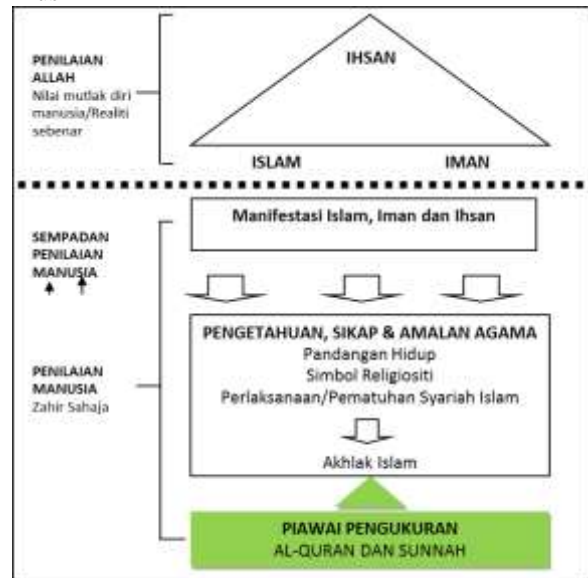 PENILAIAN
ALLAH
Nilai mutlak diri
manusia/Realiti
sebenar
IHSAN
ISLAM
IMAN
SEMPADAN
PENILAIAN
MANUSIA
Manifestasi Islam, Iman dan Ihsan
PENILAIAN
MANUSIA
Zahir Sahaja
PENGETAHUAN, SIKAP & AMALAN AGAMA
Pandangan Hidup
Simbol Religiositi
Perlaksanaan/Pematuhan Syariah Islam
Akhlak Islam
PIAWAI PENGUKURAN
AL-QURAN DAN SUNNAH